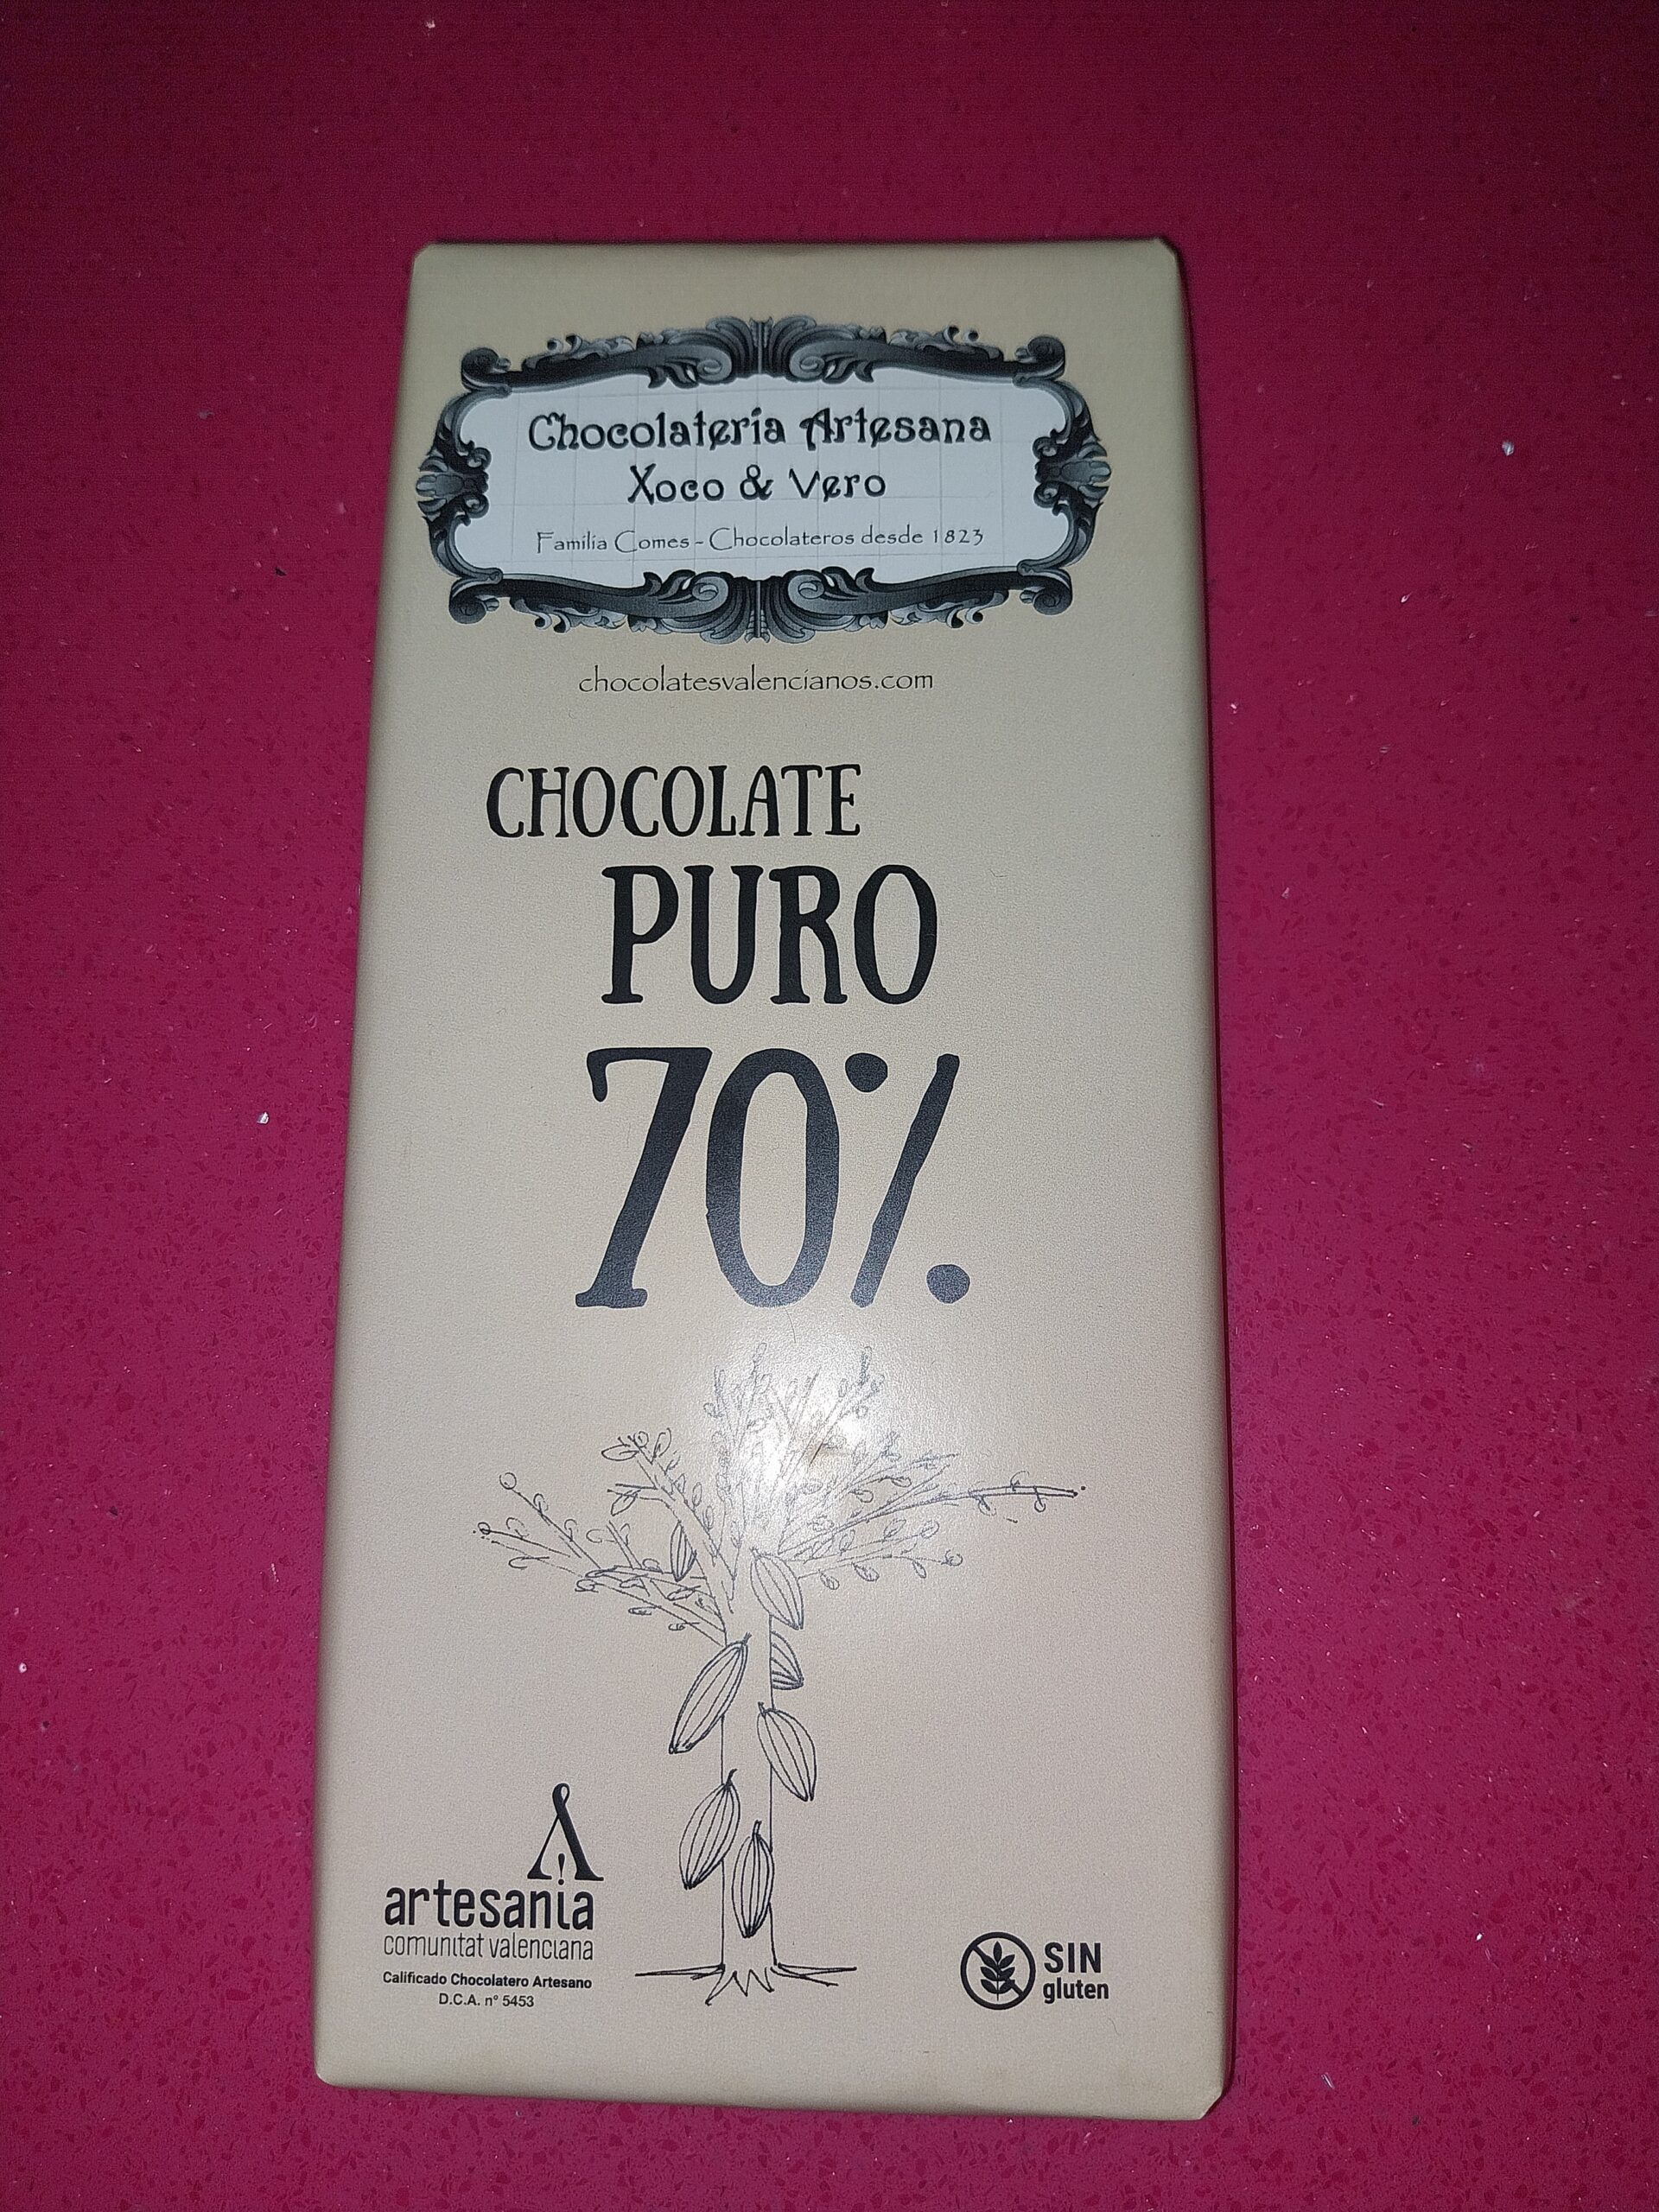 Chocolatería Artesana
Xoco & Vero
Familia Comes - Chocolateros desde 1823
chocolatesvalencianos.com
CHOCOLATE
PURO
70%
artesanía
comunitat valenciana
Calificado Chocolatero Artesano
D.C.A. nº 5453
SIN
gluten